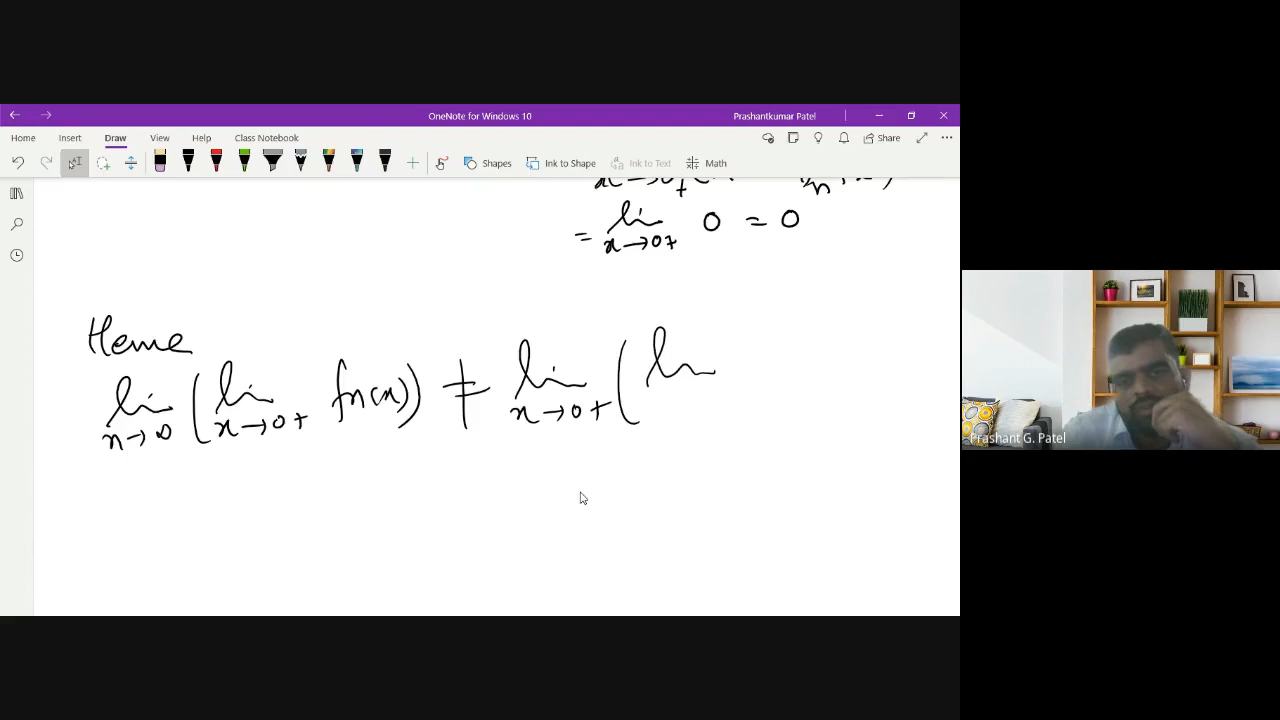 OneNote for Windows 10
Prashantkumar Patel
Home Insert Draw View Help Class Notebook
Share
Shapes Ink to Shape Ink to Text Math
x→0+
= lim x→0+ 0 = 0
Hence
lim n→∞ (lim x→0+ fn(x)) ≠ lim x→0+ (lim
Prashant G. Patel